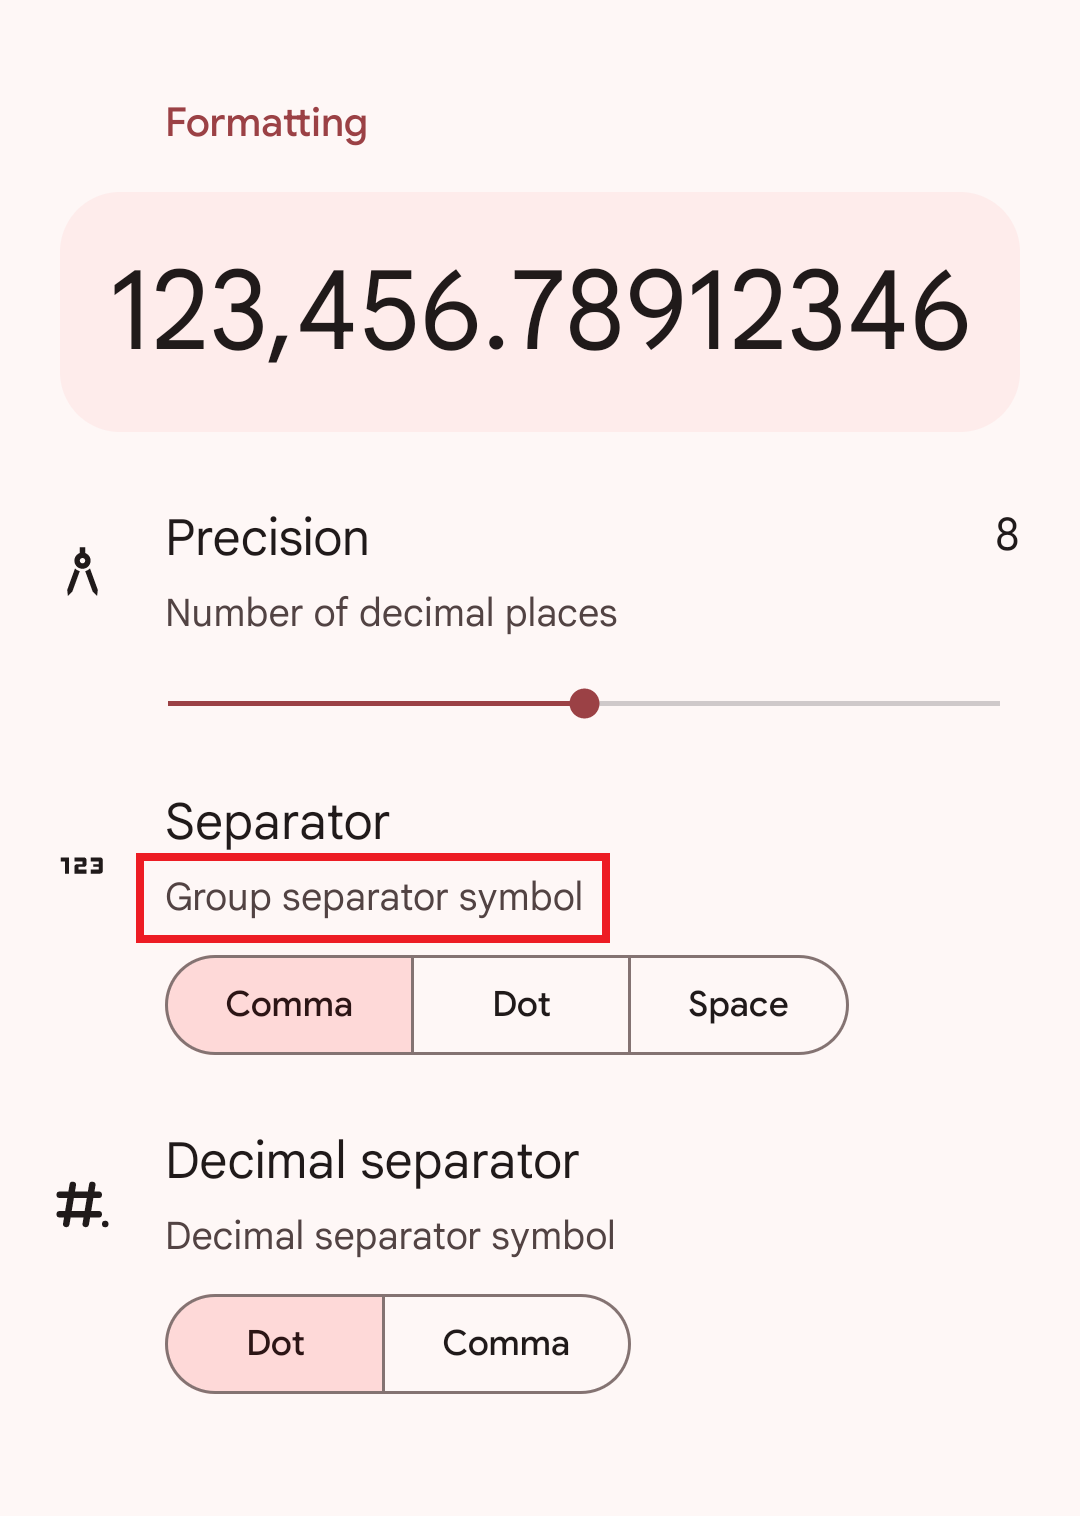 Formatting
123,456.78912346
Precision
8
Number of decimal places
Separator
123
Group separator symbol
Comma
Dot
Space
Decimal separator
#.
Decimal separator symbol
Dot
Comma